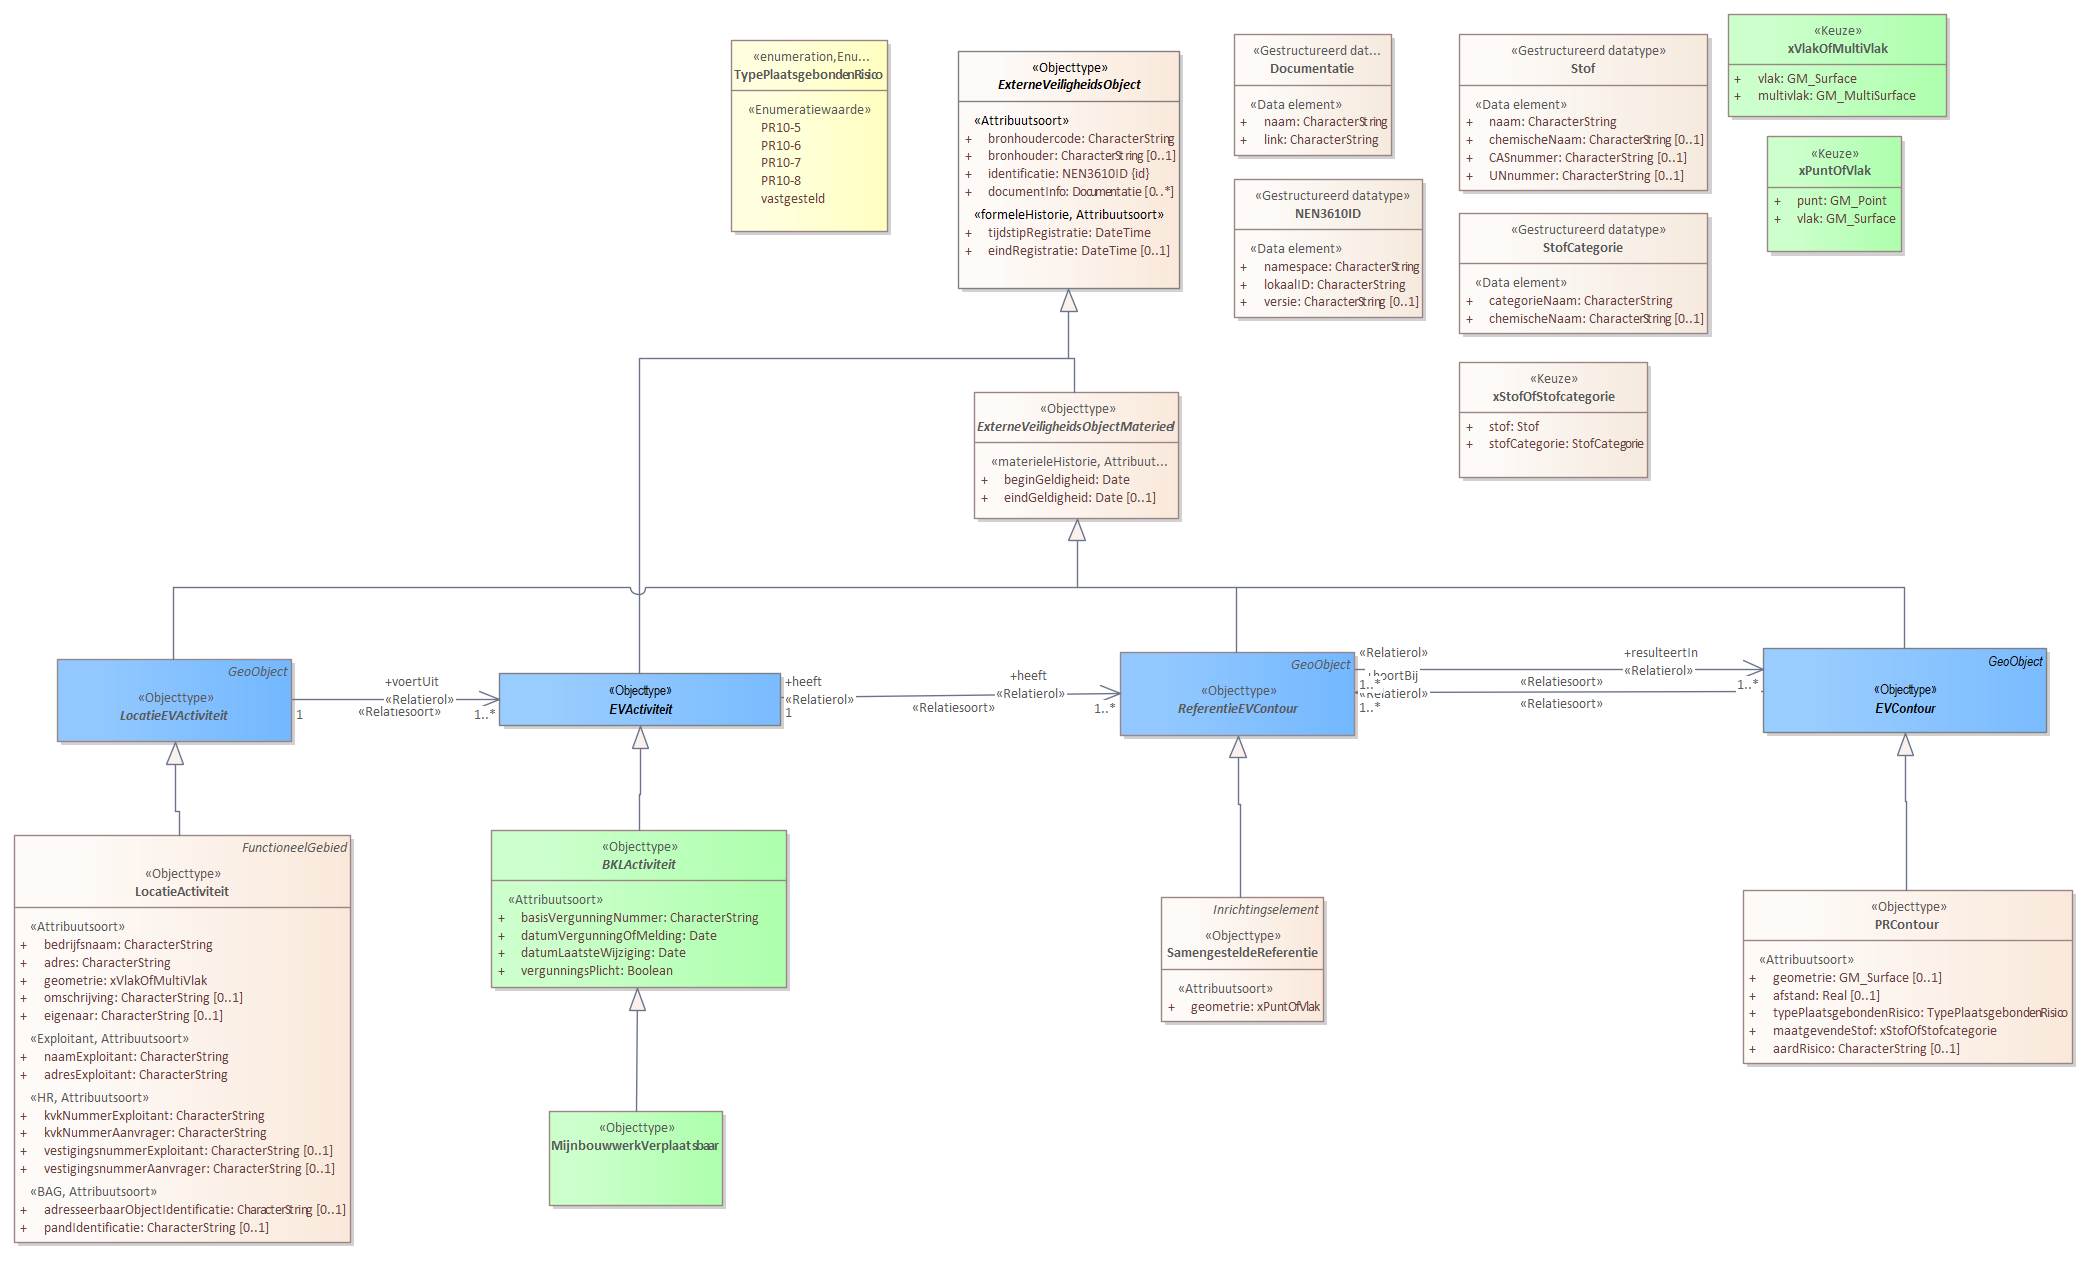 «enumeration,Enu...
TypePlaatsgebondenRisico
«Enumeratiewaarde»
PR10-5
PR10-6
PR10-7
PR10-8
vastgesteld
«Objecttype»
ExterneVeiligheidsObject
«Attribuutsoort»
+ bronhoudercode: CharacterString
+ bronhouder: CharacterString [0..1]
+ identificatie: NEN3610ID {id}
+ documentInfo: Documentatie [0..*]
«formeleHistorie, Attribuutsoort»
+ tijdstipRegistratie: DateTime
+ eindRegistratie: DateTime [0..1]
«Gestructureerd dat...
Documentatie
«Data element»
+ naam: CharacterString
+ link: CharacterString
«Gestructureerd datatype»
NEN3610ID
«Data element»
+ namespace: CharacterString
+ lokaalID: CharacterString
+ versie: CharacterString [0..1]
«Gestructureerd datatype»
Stof
«Data element»
+ naam: CharacterString
+ chemischeNaam: CharacterString [0..1]
+ CASnummer: CharacterString [0..1]
+ UNnummer: CharacterString [0..1]
«Gestructureerd datatype»
StofCategorie
«Data element»
+ categorieNaam: CharacterString
+ chemischeNaam: CharacterString [0..1]
«Keuze»
xStofOfStofcategorie
+ stof: Stof
+ stofCategorie: StofCategorie
«Keuze»
xVlakOfMultiVlak
+ vlak: GM_Surface
+ multivlak: GM_MultiSurface
«Keuze»
xPuntOfVlak
+ punt: GM_Point
+ vlak: GM_Surface
«Objecttype»
ExterneVeiligheidsObjectMaterieel
«materieleHistorie, Attribuut...
+ beginGeldigheid: Date
+ eindGeldigheid: Date [0..1]
GeoObject
«Objecttype»
LocatieEVActiviteit
+voertUit
«Relatierol»
«Relatiesoort»
1
1..*
«Objecttype»
EVActiviteit
+heeft
«Relatierol»
1
+heeft
«Relatierol»
«Relatiesoort»
1..*
GeoObject
«Objecttype»
ReferentieEVContour
«Relatierol»
+hoortBij
1..*
«Relatierol»
1..*
+resulteertIn
«Relatierol»
«Relatiesoort»
1..*
«Relatiesoort»
GeoObject
«Objecttype»
EVContour
FunctioneelGebied
«Objecttype»
LocatieActiviteit
«Attribuutsoort»
+ bedrijfsnaam: CharacterString
+ adres: CharacterString
+ geometrie: xVlakOfMultiVlak
+ omschrijving: CharacterString [0..1]
+ eigenaar: CharacterString [0..1]
«Exploitant, Attribuutsoort»
+ naamExploitant: CharacterString
+ adresExploitant: CharacterString
«HR, Attribuutsoort»
+ kvkNummerExploitant: CharacterString
+ kvkNummerAanvrager: CharacterString
+ vestigingsnummerExploitant: CharacterString [0..1]
+ vestigingsnummerAanvrager: CharacterString [0..1]
«BAG, Attribuutsoort»
+ adresseerbaarObjectIdentificatie: CharacterString [0..1]
+ pandIdentificatie: CharacterString [0..1]
«Objecttype»
BKLActiviteit
«Attribuutsoort»
+ basisVergunningNummer: CharacterString
+ datumVergunningOfMelding: Date
+ datumLaatsteWijziging: Date
+ vergunningsPlicht: Boolean
«Objecttype»
MijnbouwwerkVerplaatsbaar
Inrichtingselement
«Objecttype»
SamengesteldeReferentie
«Attribuutsoort»
+ geometrie: xPuntOfVlak
«Objecttype»
PRContour
«Attribuutsoort»
+ geometrie: GM_Surface [0..1]
+ afstand: Real [0..1]
+ typePlaatsgebondenRisico: TypePlaatsgebondenRisico
+ maatgevendeStof: xStofOfStofcategorie
+ aardRisico: CharacterString [0..1]